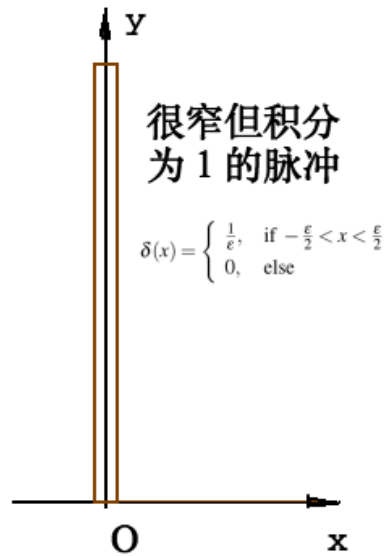 y
很窄但积分
为 1 的脉冲
δ(x) = { 1/ε, if −ε/2 < x < ε/2
0, else
O
x